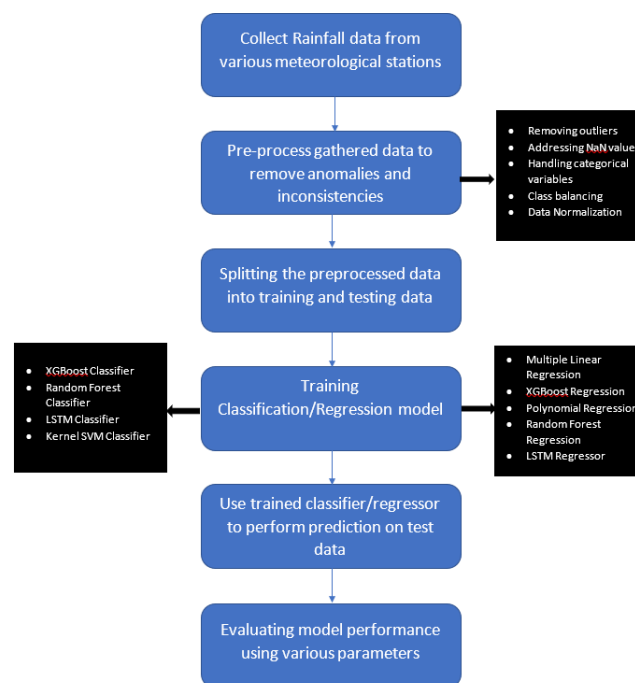 Collect Rainfall data from
various meteorological stations
Pre-process gathered data to
remove anomalies and
inconsistencies
• Removing outliers
• Addressing NaN value
• Handling categorical
variables
• Class balancing
• Data Normalization
Splitting the preprocessed data
into training and testing data
• XGBoost Classifier
• Random Forest
Classifier
• LSTM Classifier
• Kernel SVM Classifier
Training
Classification/Regression model
• Multiple Linear
Regression
• XGBoost Regression
• Polynomial Regression
• Random Forest
Regression
• LSTM Regressor
Use trained classifier/regressor
to perform prediction on test
data
Evaluating model performance
using various parameters